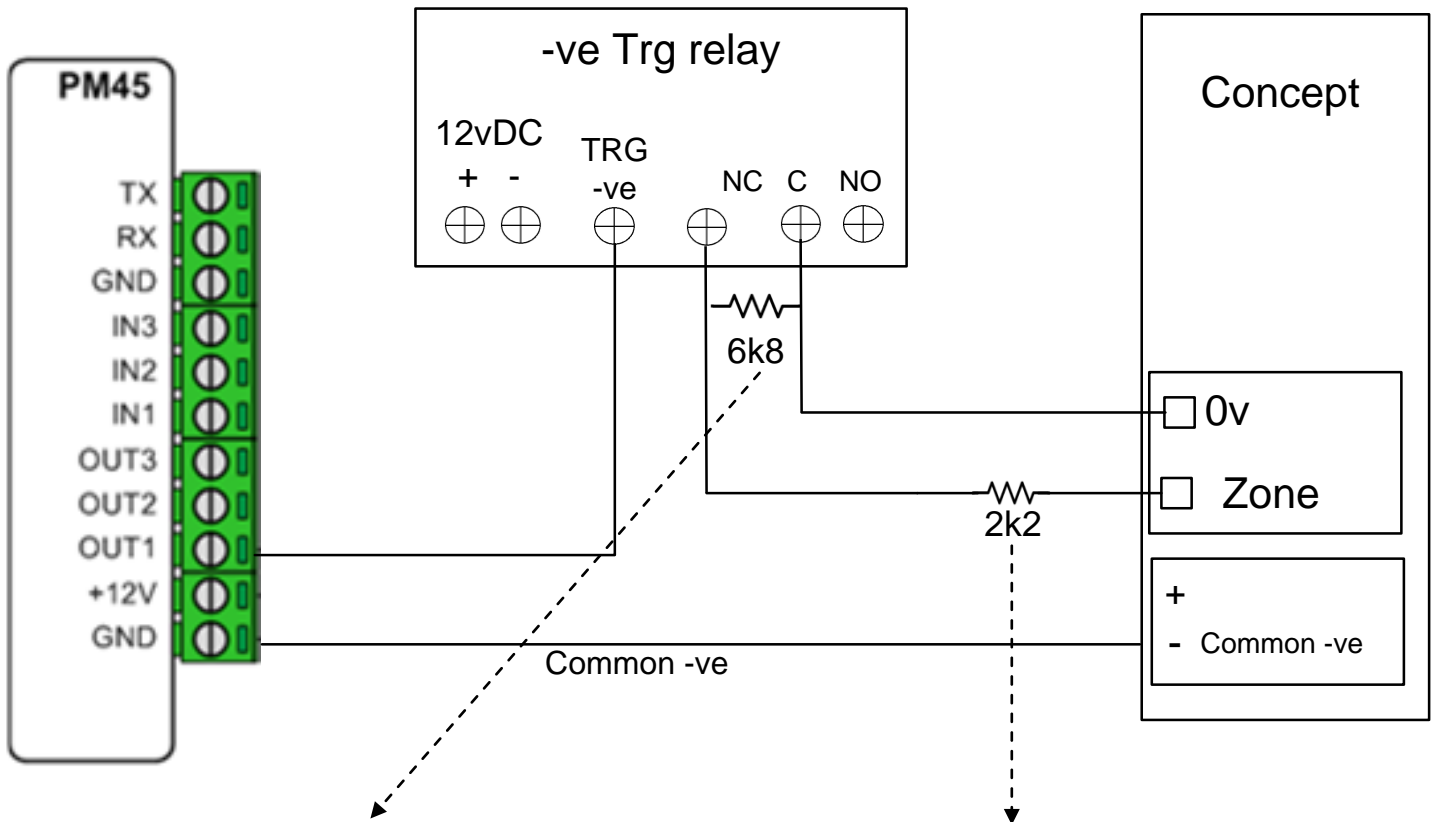 PM45
TX
RX
GND
IN3
IN2
IN1
OUT3
OUT2
OUT1
+12V
GND
-ve Trg relay
12vDC
+ -
TRG
-ve
NC C NO
6k8
2k2
Common -ve
Concept
0v
Zone
+
- Common -ve